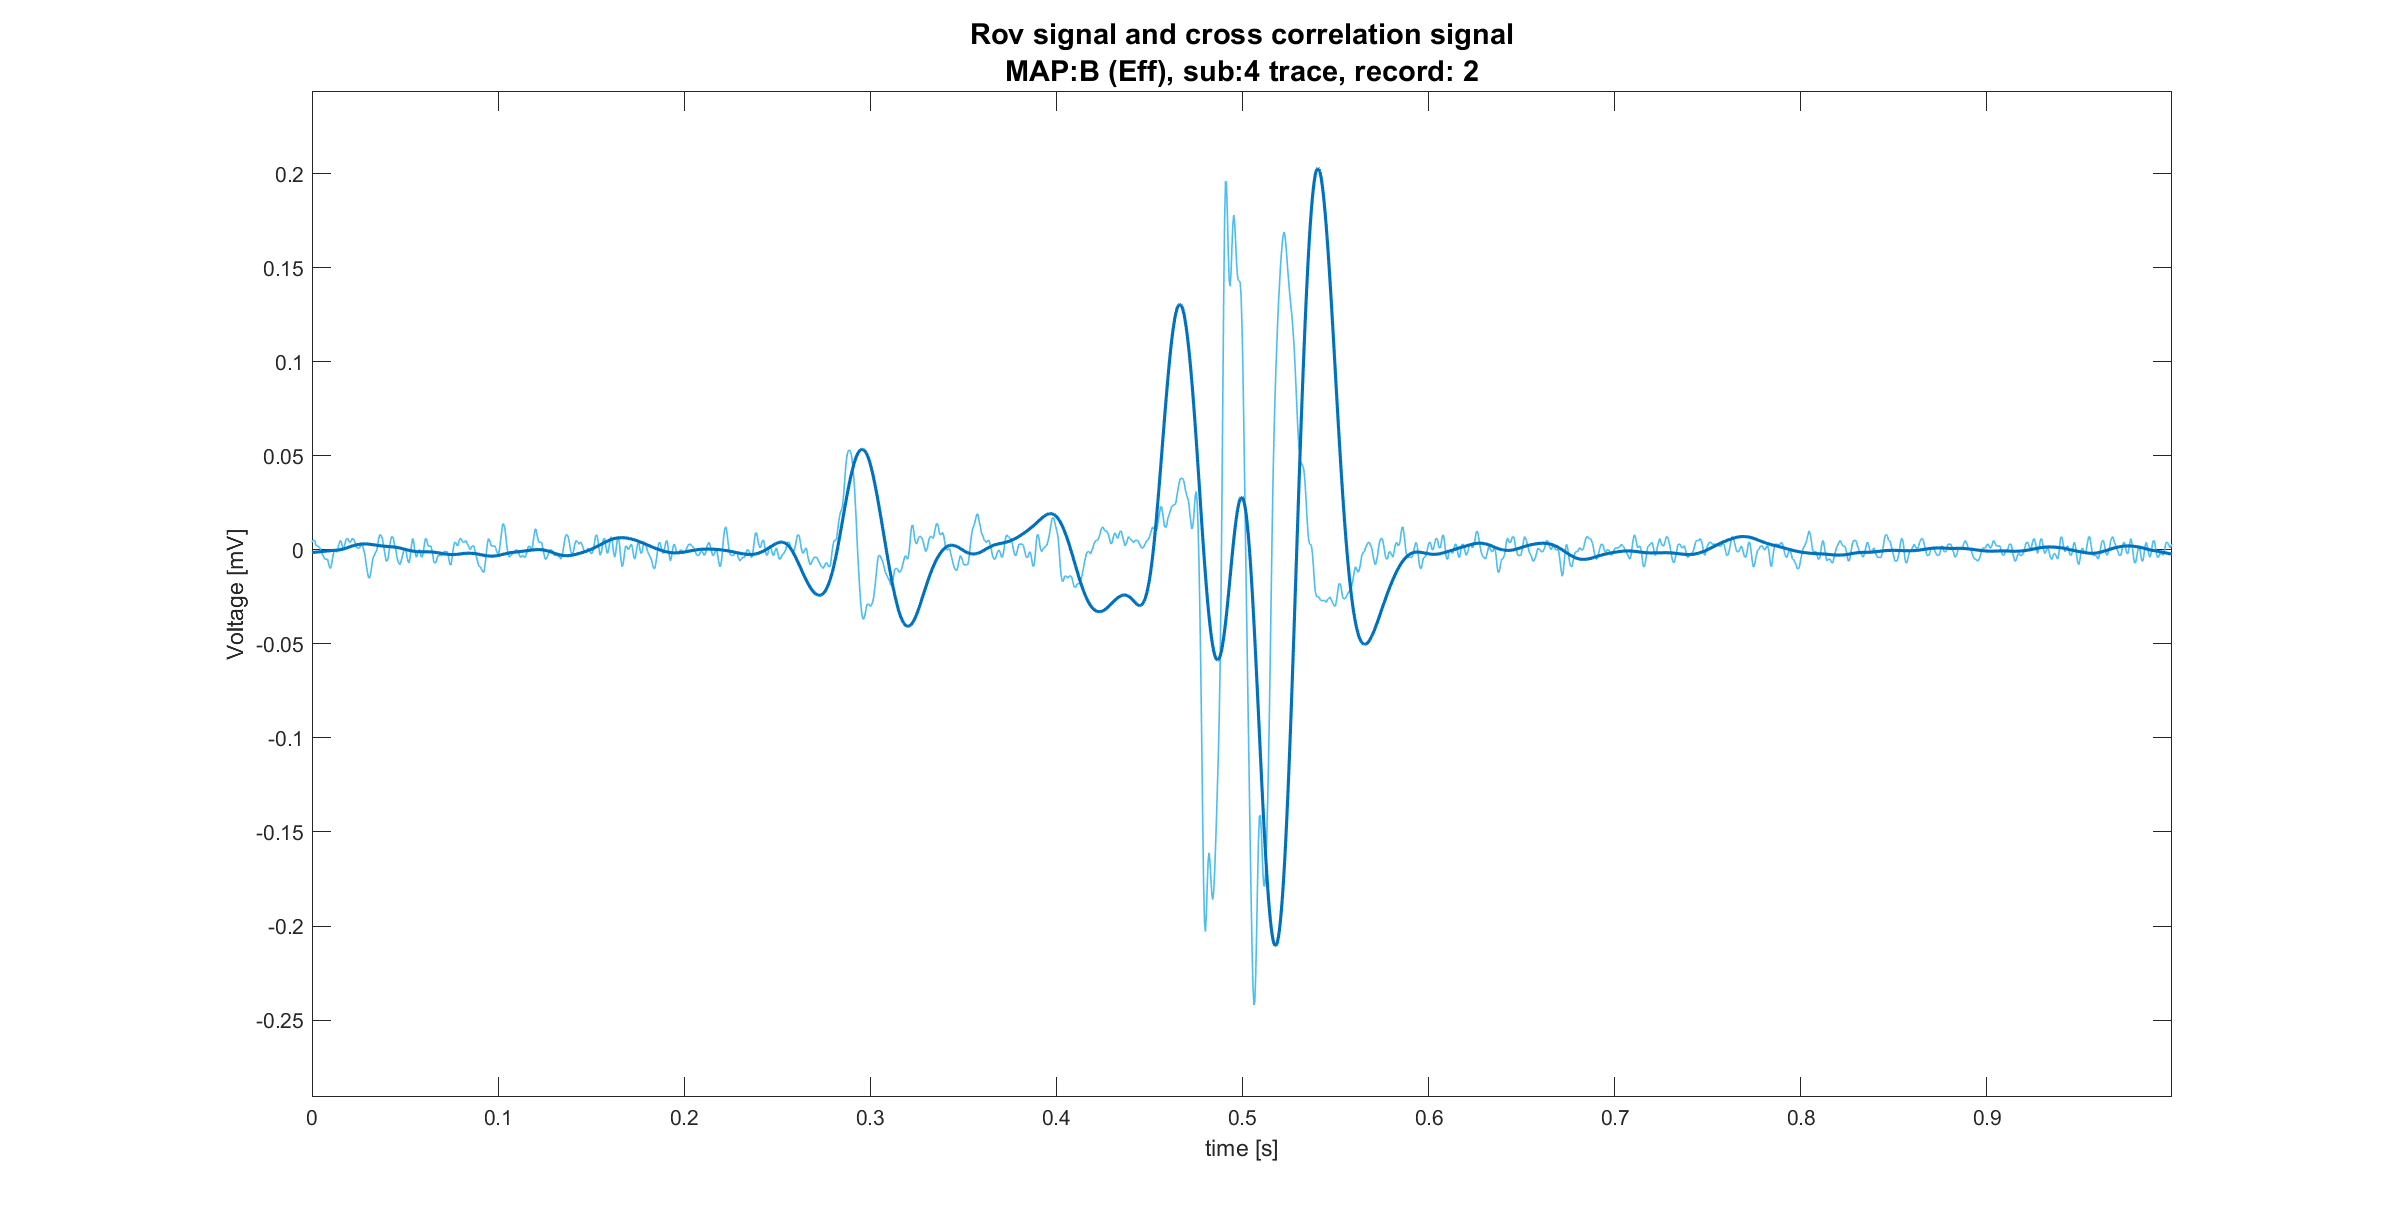 Rov signal and cross correlation signal
MAP:B (Eff), sub:4 trace, record: 2
0.2
0.15
0.1
0.05
0
-0.05
-0.1
-0.15
-0.2
-0.25
Voltage [mV]
0 0.1 0.2 0.3 0.4 0.5 0.6 0.7 0.8 0.9
time [s]